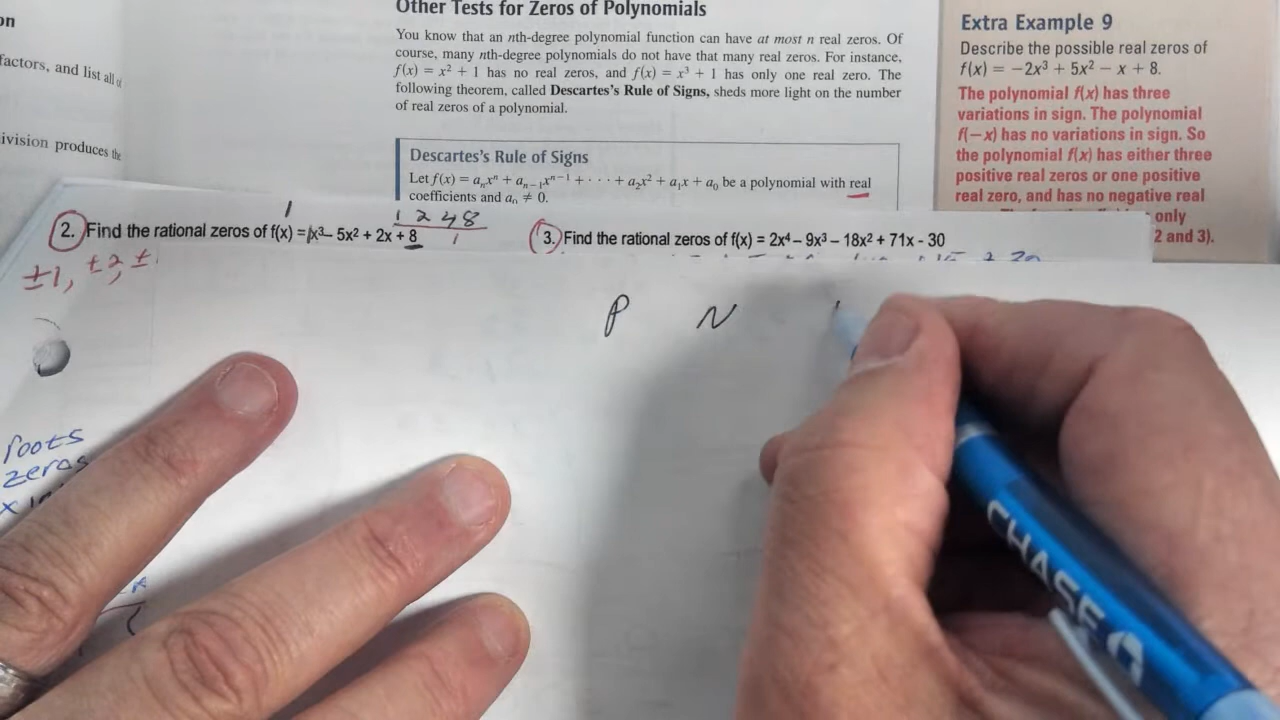 on
factors, and list all
ivision produces the
Other Tests for Zeros of Polynomials
You know that an nth-degree polynomial function can have at most n real zeros. Of
course, many nth-degree polynomials do not have that many real zeros. For instance,
f(x) = x² + 1 has no real zeros, and f(x) = x³ + 1 has only one real zero. The
following theorem, called Descartes's Rule of Signs, sheds more light on the number
of real zeros of a polynomial.
Descartes's Rule of Signs
Let f(x) = aₙxⁿ + aₙ₋₁xⁿ⁻¹ + · · · + a₂x² + a₁x + a₀ be a polynomial with real
coefficients and a₀ ≠ 0.
Extra Example 9
Describe the possible real zeros of
f(x) = −2x³ + 5x² − x + 8.
The polynomial f(x) has three
variations in sign. The polynomial
f(−x) has no variations in sign. So
the polynomial f(x) has either three
positive real zeros or one positive
real zero, and has no negative real
only
2 and 3).
1
1 2 4 8
1
2. Find the rational zeros of f(x) = 1x³– 5x² + 2x + 8
±1, ±2, ±
3. Find the rational zeros of f(x) = 2x⁴ – 9x³ – 18x² + 71x - 30
P N
roots
zeros
x
CHASE